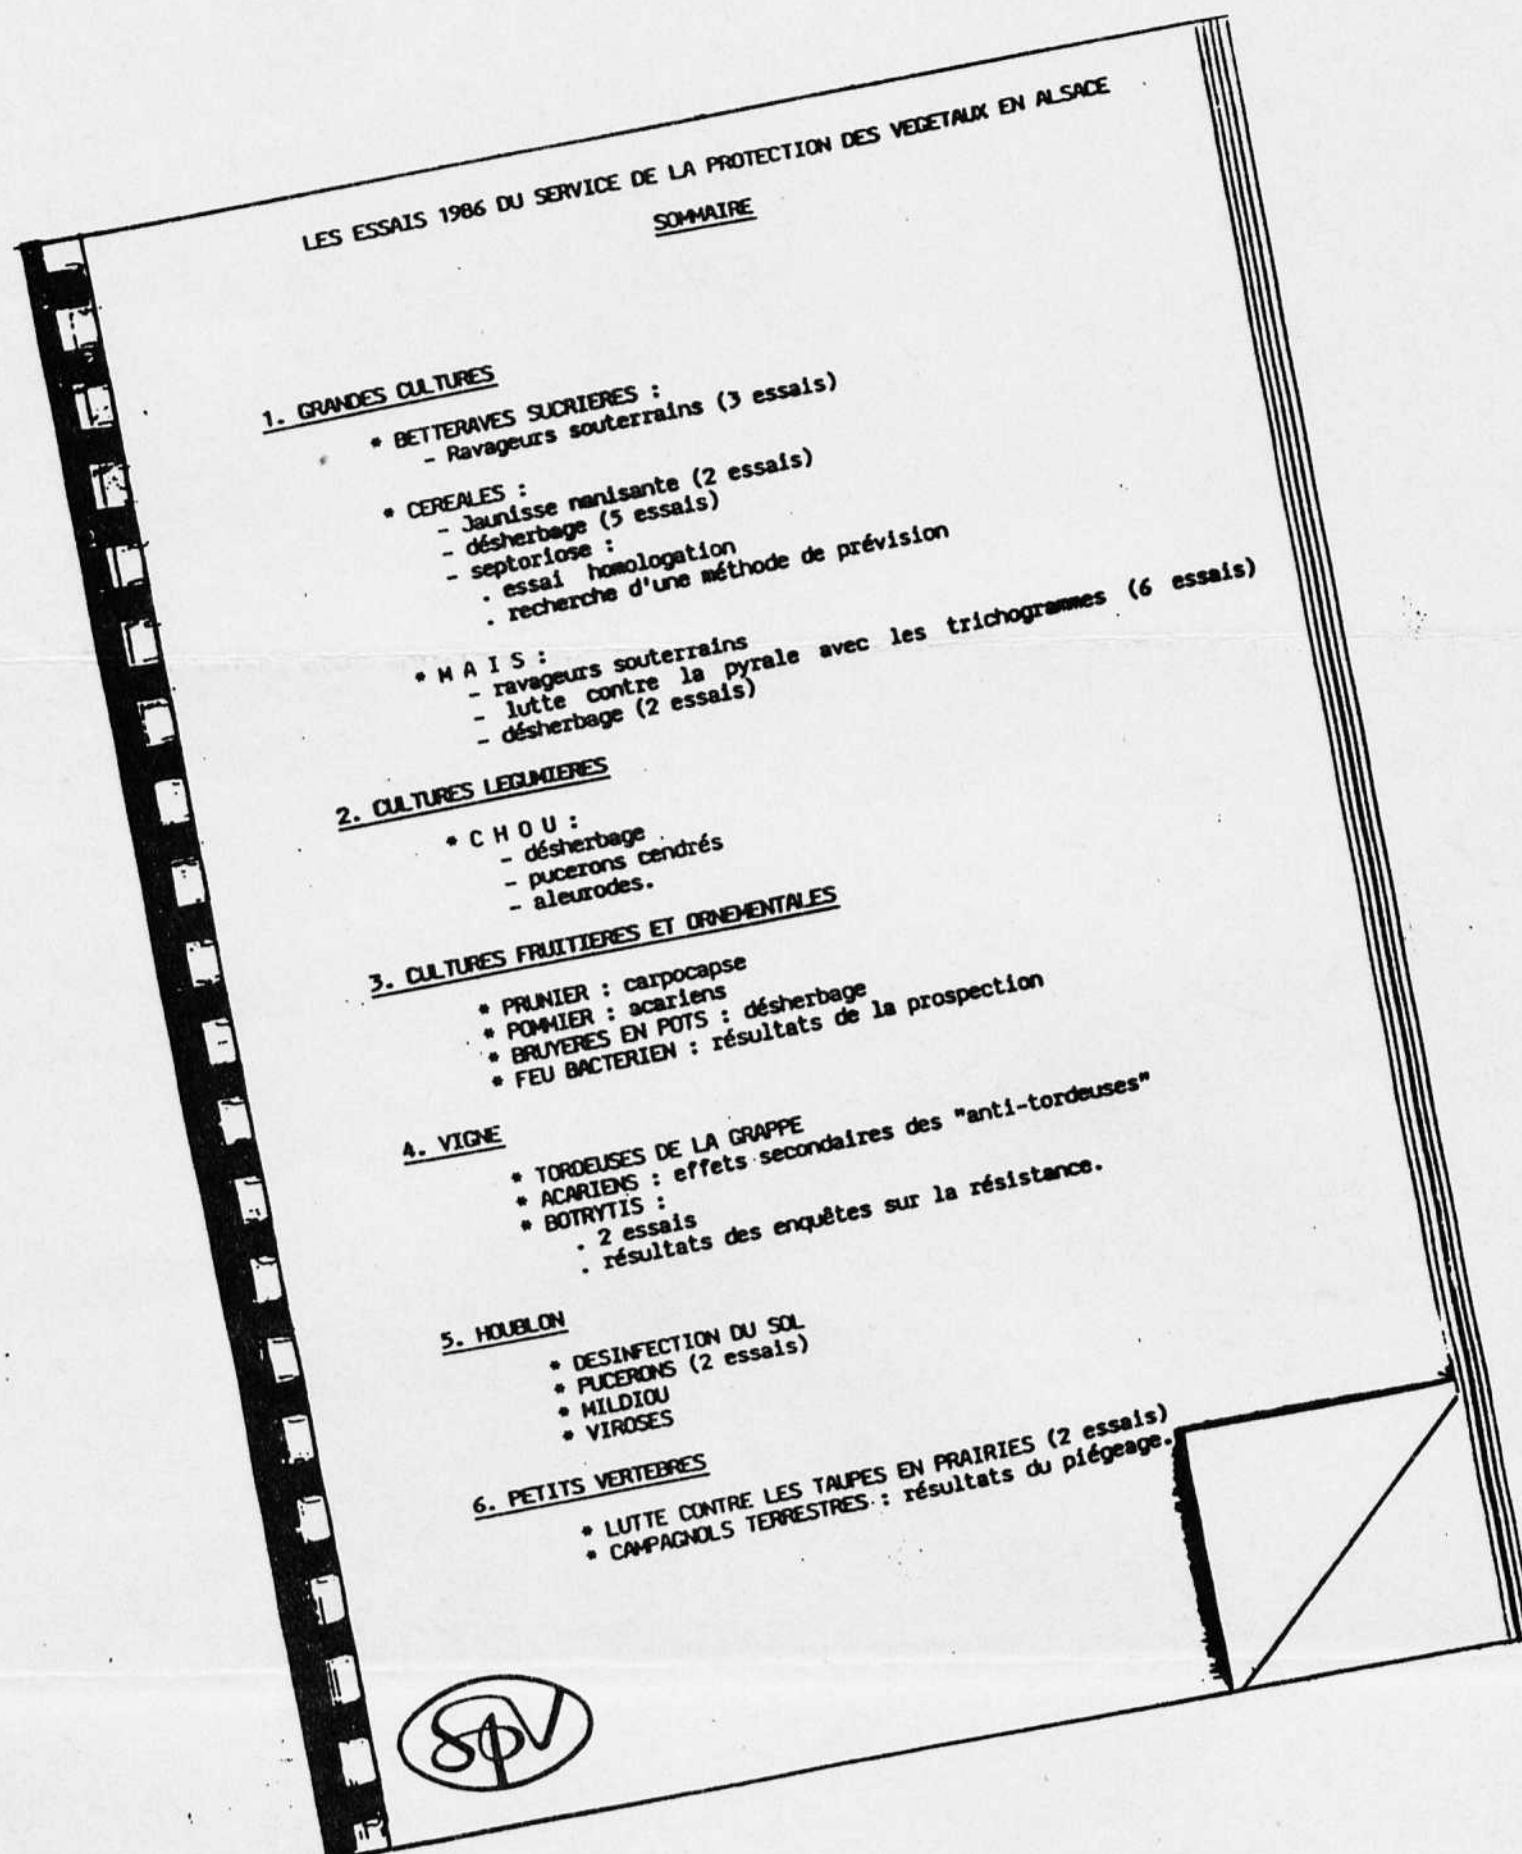 LES ESSAIS 1986 DU SERVICE DE LA PROTECTION DES VEGETAUX EN ALSACE
SOMMAIRE
1. GRANDES CULTURES
* BETTERAVES SUCRIERES :
- Ravageurs souterrains (3 essais)
* CEREALES :
- Jaunisse nanisante (2 essais)
- désherbage (5 essais)
- septoriose :
. essai homologation
. recherche d'une méthode de prévision
* M A I S :
- ravageurs souterrains
- lutte contre la pyrale avec les trichogrammes (6 essais)
- désherbage (2 essais)
2. CULTURES LEGUMIERES
* C H O U :
- désherbage
- pucerons cendrés
- aleurodes.
3. CULTURES FRUITIERES ET ORNEMENTALES
* PRUNIER : carpocapse
* POMMIER : acariens
* BRUYERES EN POTS : désherbage
* FEU BACTERIEN : résultats de la prospection
4. VIGNE
* TORDEUSES DE LA GRAPPE
* ACARIENS : effets secondaires des "anti-tordeuses"
* BOTRYTIS :
. 2 essais
. résultats des enquêtes sur la résistance.
5. HOUBLON
* DESINFECTION DU SOL
* PUCERONS (2 essais)
* MILDIOU
* VIROSES
6. PETITS VERTEBRES
* LUTTE CONTRE LES TAUPES EN PRAIRIES (2 essais)
* CAMPAGNOLS TERRESTRES : résultats du piégeage.
SPV